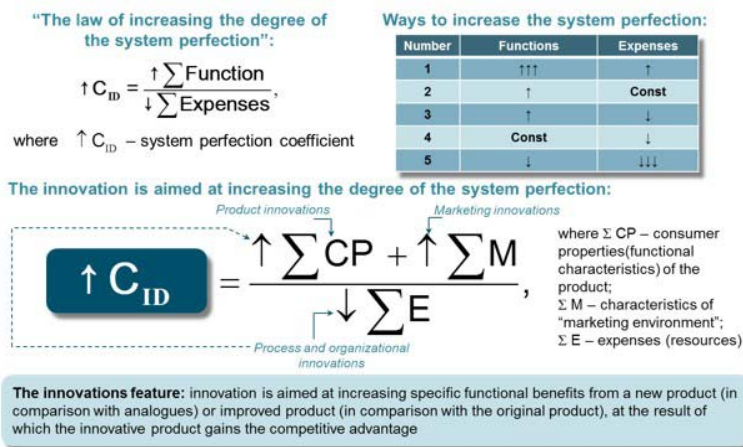 “The law of increasing the degree of
the system perfection”:
↑ C_ID = ↑ ∑ Function / ↓ ∑ Expenses,
where ↑ C_ID – system perfection coefficient
Ways to increase the system perfection:
Number Functions Expenses
1 ↑↑↑ ↑
2 ↑ Const
3 ↑ ↓
4 Const ↓
5 ↓ ↓↓↓
The innovation is aimed at increasing the degree of the system perfection:
Product innovations
Marketing innovations
↑ C_ID = ↑ ∑ CP + ↑ ∑ M / ↓ ∑ E,
Process and organizational
innovations
where Σ CP – consumer
properties(functional
characteristics) of the
product;
Σ M – characteristics of
“marketing environment”;
Σ E – expenses (resources)
The innovations feature: innovation is aimed at increasing specific functional benefits from a new product (in
comparison with analogues) or improved product (in comparison with the original product), at the result of
which the innovative product gains the competitive advantage